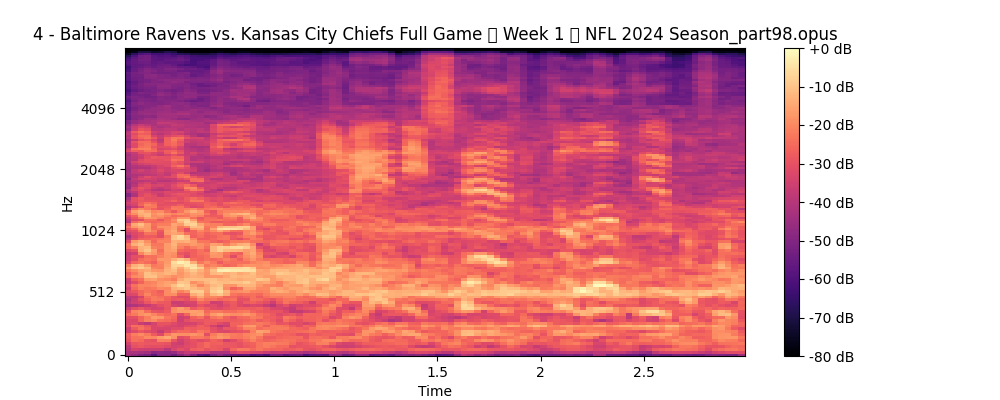 4 - Baltimore Ravens vs. Kansas City Chiefs Full Game ▯ Week 1 ▯ NFL 2024 Season_part98.opus
+0 dB
-10 dB
-20 dB
-30 dB
-40 dB
-50 dB
-60 dB
-70 dB
-80 dB
Hz
4096
2048
1024
512
0
0 0.5 1 1.5 2 2.5
Time